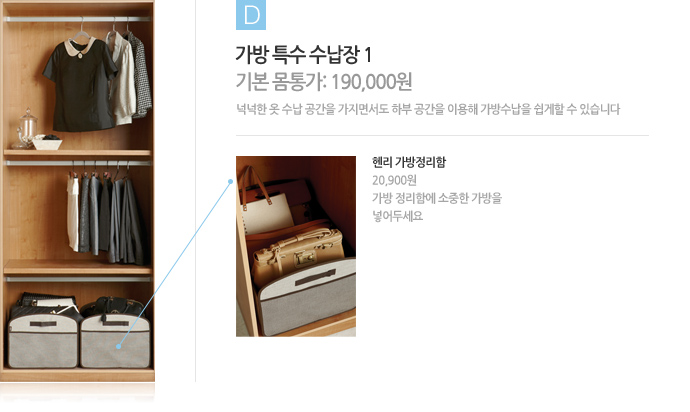 D
가방 특수 수납장 1
기본 몸통가: 190,000원
넉넉한 옷 수납 공간을 가지면서도 하부 공간을 이용해 가방수납을 쉽게할 수 있습니다
헨리 가방정리함
20,900원
가방 정리함에 소중한 가방을
넣어두세요